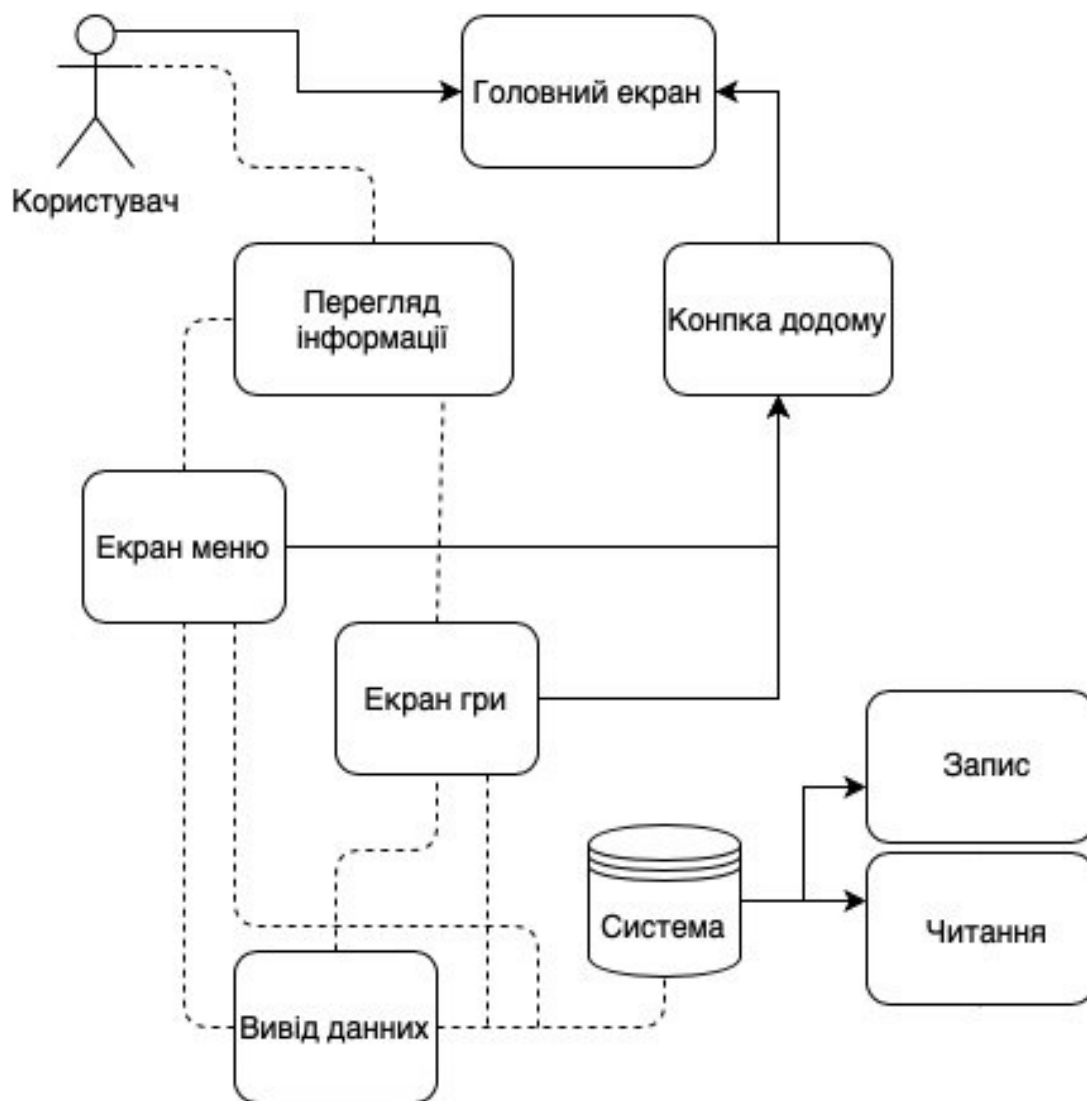 Головний екран
Користувач
Перегляд
інформації
Конпка додому
Екран меню
Екран гри
Запис
Система
Читання
Вивід данних